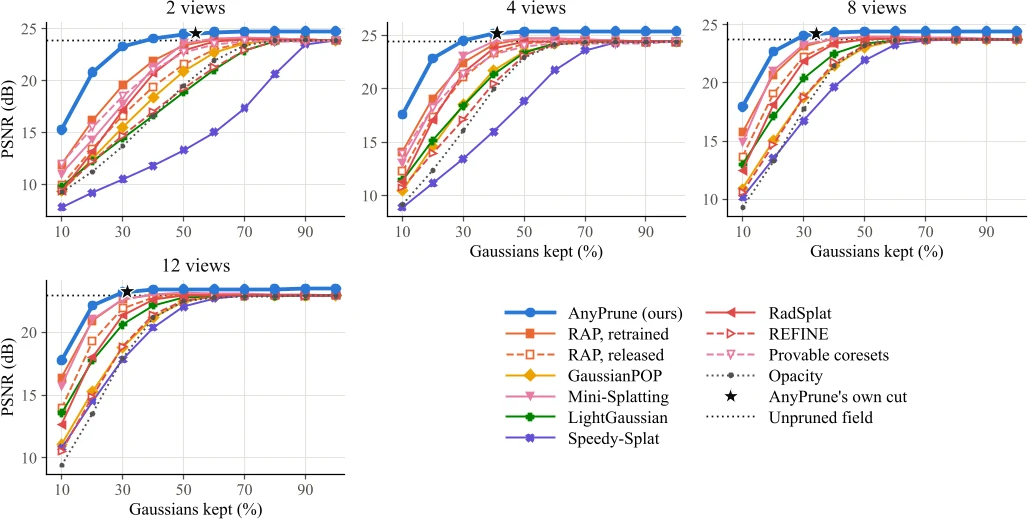 2 views
4 views
8 views
PSNR (dB)
25
20
15
10
25
20
15
10
25
20
15
10
10 30 50 70 90
10 30 50 70 90
10 30 50 70 90
Gaussians kept (%)
Gaussians kept (%)
12 views
PSNR (dB)
20
15
10
10 30 50 70 90
Gaussians kept (%)
AnyPrune (ours)
RAP, retrained
RAP, released
GaussianPOP
Mini-Splatting
LightGaussian
Speedy-Splat
RadSplat
REFINE
Provable coresets
Opacity
AnyPrune's own cut
Unpruned field